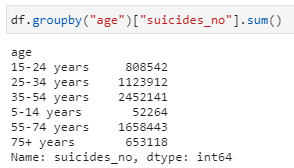 df.groupby("age")["suicides_no"].sum()
age
15-24 years 808542
25-34 years 1123912
35-54 years 2452141
5-14 years 52264
55-74 years 1658443
75+ years 653118
Name: suicides_no, dtype: int64